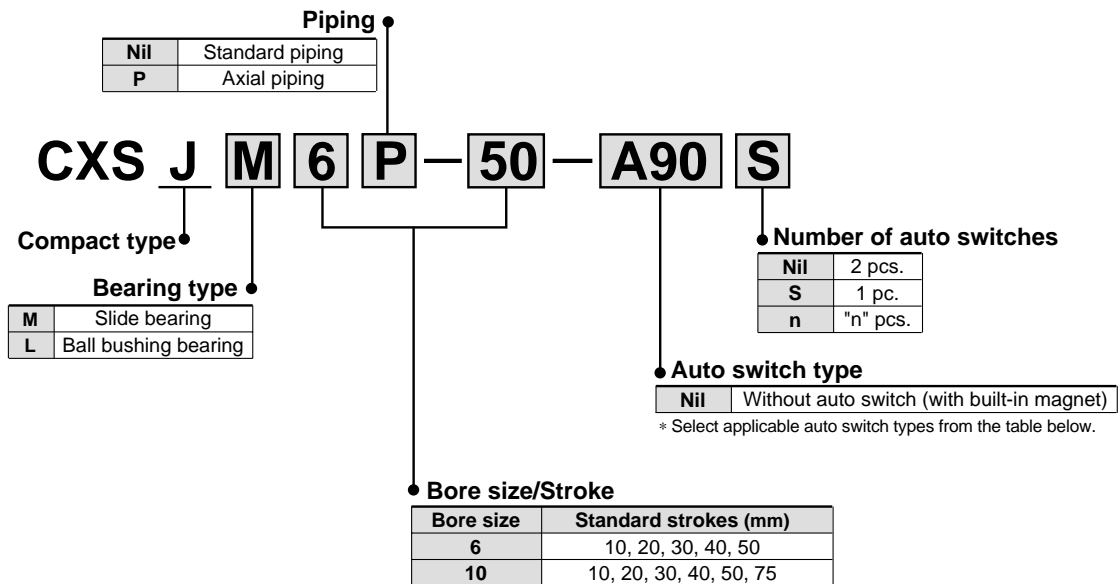 Piping
Nil Standard piping
P Axial piping
CXS J M 6 P — 50 — A90 S
Compact type
Bearing type
M Slide bearing
L Ball bushing bearing
Number of auto switches
Nil 2 pcs.
S 1 pc.
n "n" pcs.
Auto switch type
Nil Without auto switch (with built-in magnet)
* Select applicable auto switch types from the table below.
Bore size/Stroke
Bore size Standard strokes (mm)
6 10, 20, 30, 40, 50
10 10, 20, 30, 40, 50, 75